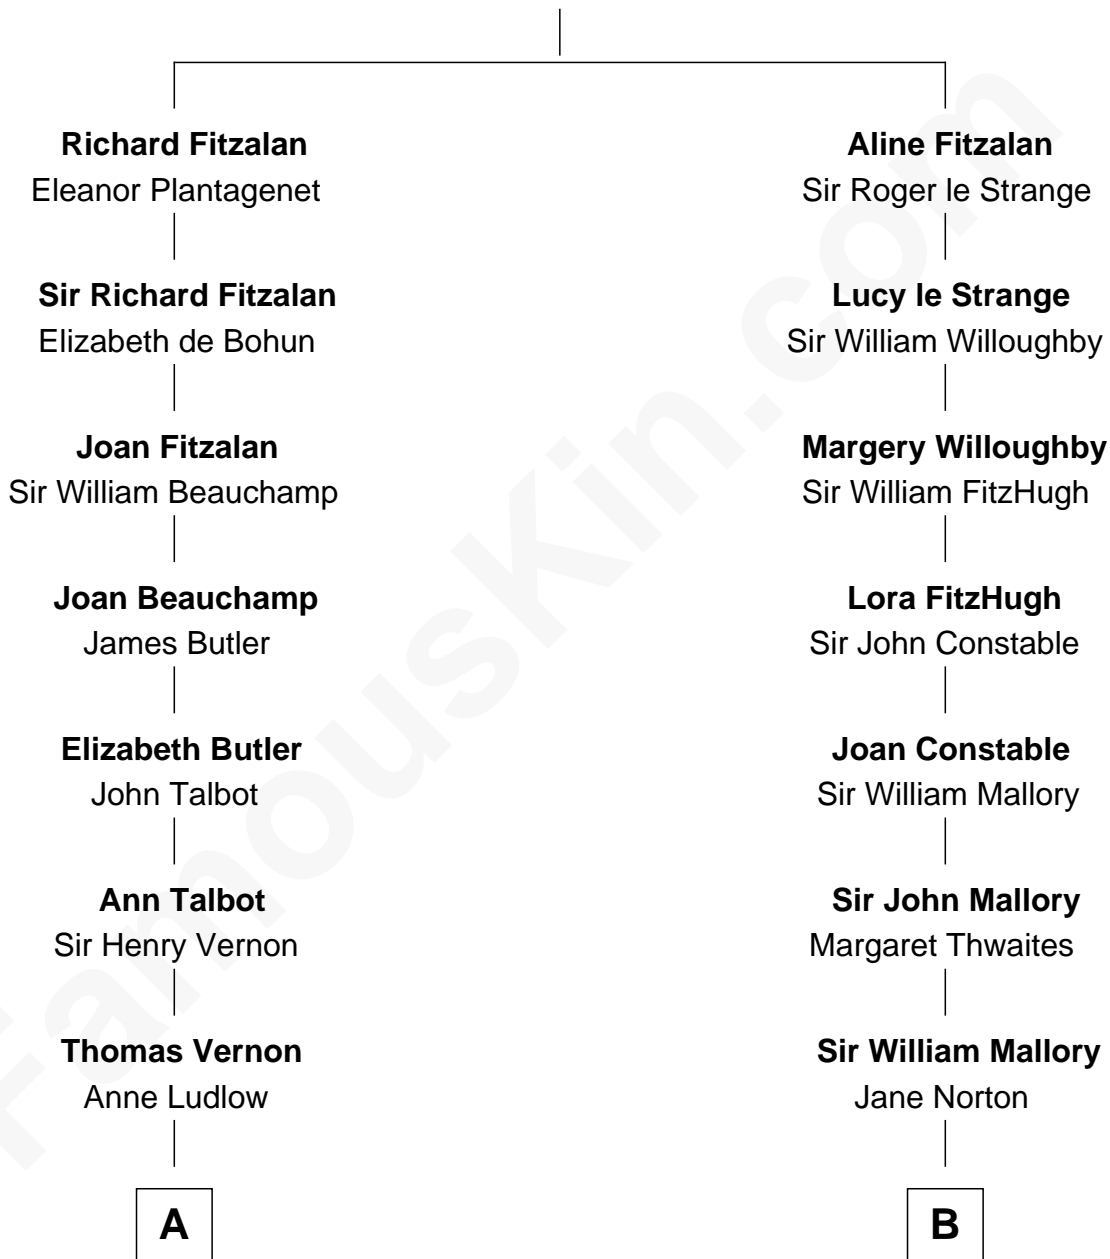 Richard Fitzalan
Eleanor Plantagenet
Sir Richard Fitzalan
Elizabeth de Bohun
Joan Fitzalan
Sir William Beauchamp
Joan Beauchamp
James Butler
Elizabeth Butler
John Talbot
Ann Talbot
Sir Henry Vernon
Thomas Vernon
Anne Ludlow
A
Aline Fitzalan
Sir Roger le Strange
Lucy le Strange
Sir William Willoughby
Margery Willoughby
Sir William FitzHugh
Lora FitzHugh
Sir John Constable
Joan Constable
Sir William Mallory
Sir John Mallory
Margaret Thwaites
Sir William Mallory
Jane Norton
B
FamousKin.com